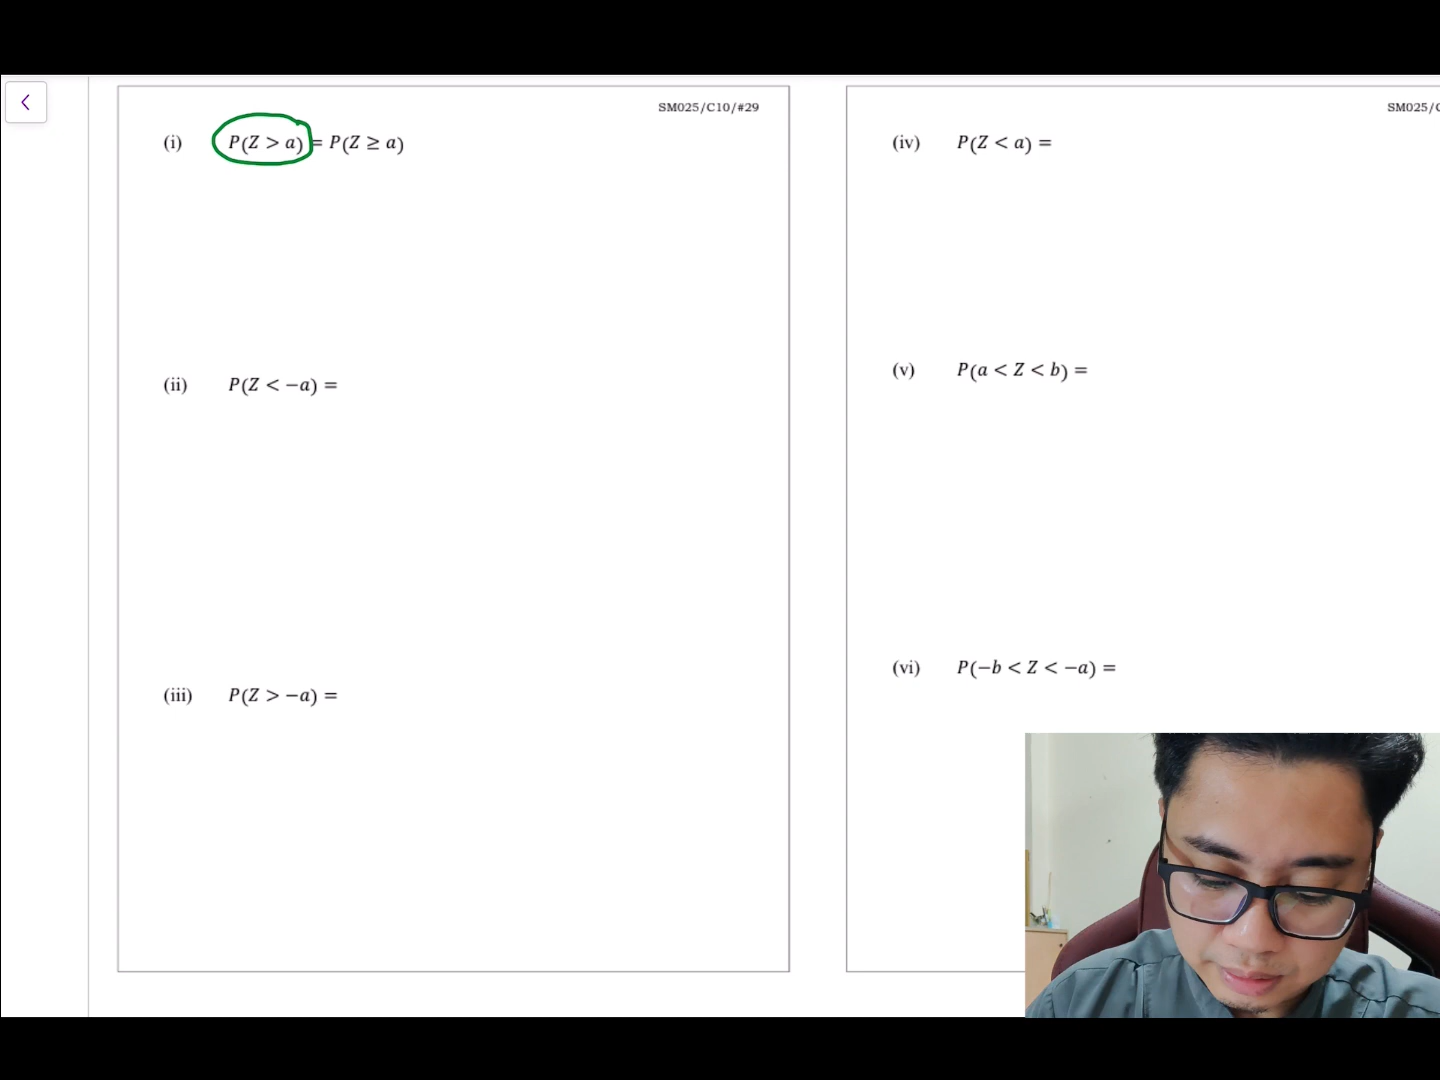 SM025/C10/#29
(i) P(Z > a) = P(Z ≥ a)
(ii) P(Z < −a) =
(iii) P(Z > −a) =
SM025/C
(iv) P(Z < a) =
(v) P(a < Z < b) =
(vi) P(−b < Z < −a) =